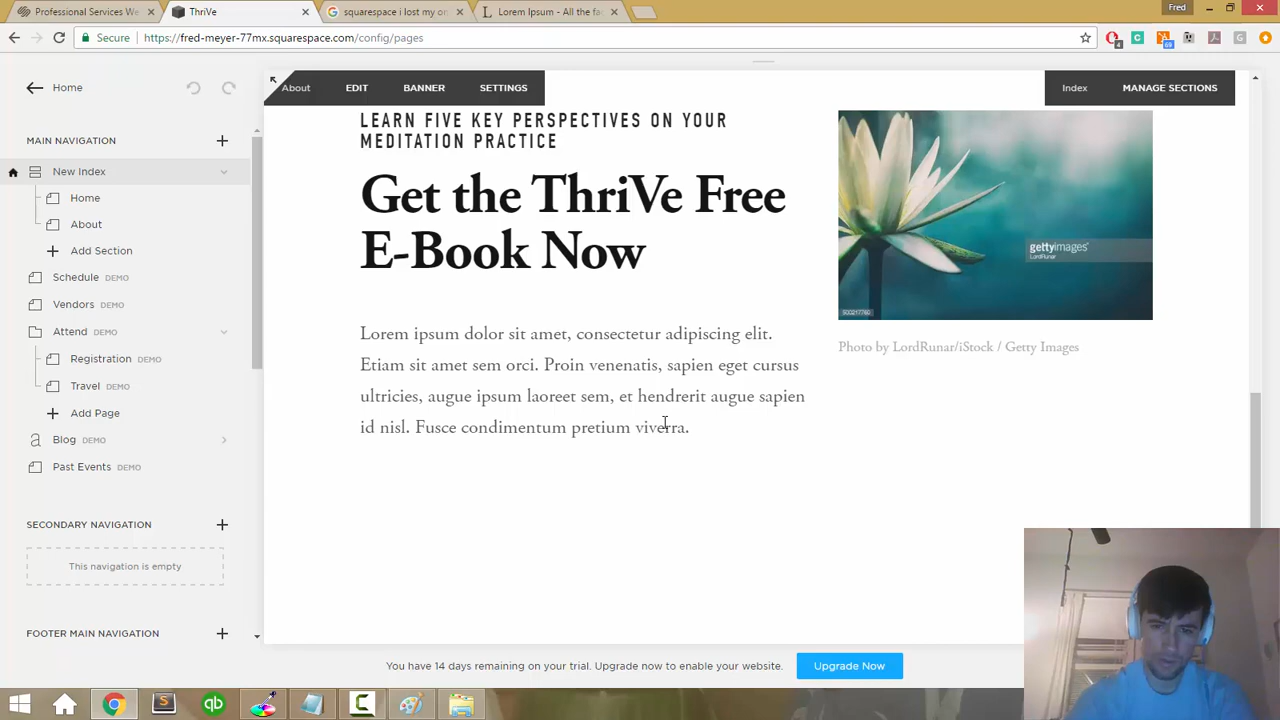 Professional Services We
ThriVe
squarespace i lost my or
Lorem Ipsum - All the fa
Fred
Secure
https://fred-meyer-77mx.squarespace.com/config/pages
4
69
Home
About
EDIT
BANNER
SETTINGS
Index
MANAGE SECTIONS
MAIN NAVIGATION
New Index
Home
About
Add Section
Schedule DEMO
Vendors DEMO
Attend DEMO
Registration DEMO
Travel DEMO
Add Page
Blog DEMO
Past Events DEMO
SECONDARY NAVIGATION
This navigation is empty
FOOTER MAIN NAVIGATION
LEARN FIVE KEY PERSPECTIVES ON YOUR
MEDITATION PRACTICE
Get the ThriVe Free
E-Book Now
Lorem ipsum dolor sit amet, consectetur adipiscing elit.
Etiam sit amet sem orci. Proin venenatis, sapien eget cursus
ultricies, augue ipsum laoreet sem, et hendrerit augue sapien
id nisl. Fusce condimentum pretium viverra.
gettyimages
LordRunar
Photo by LordRunar/iStock / Getty Images
You have 14 days remaining on your trial. Upgrade now to enable your website.
Upgrade Now